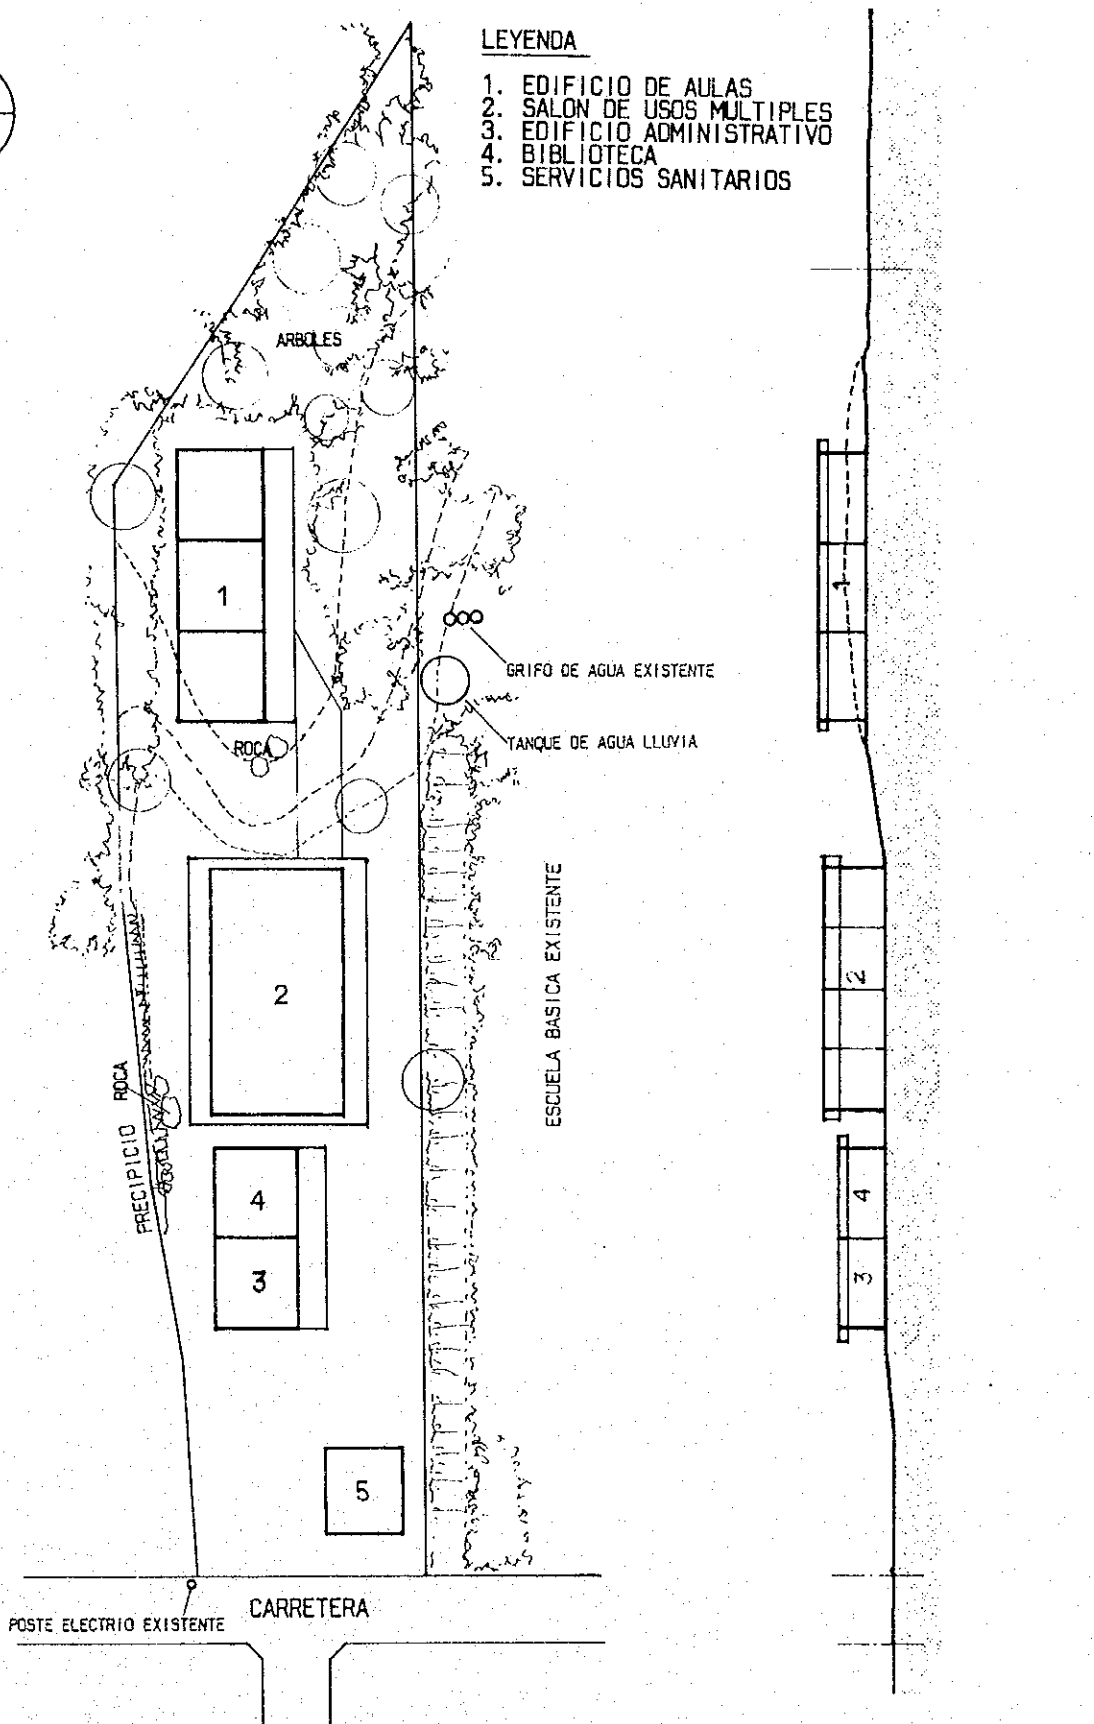 LEYENDA
1. EDIFICIO DE AULAS
2. SALON DE USOS MULTIPLES
3. EDIFICIO ADMINISTRATIVO
4. BIBLIOTECA
5. SERVICIOS SANITARIOS
ARBOLES
1
1
GRIFO DE AGUA EXISTENTE
TANQUE DE AGUA LLUVIA
ROCA
ESCUELA BASICA EXISTENTE
2
2
ROCA
PRECIPICIO
4
4
3
3
5
CARRETERA
POSTE ELECTRIO EXISTENTE